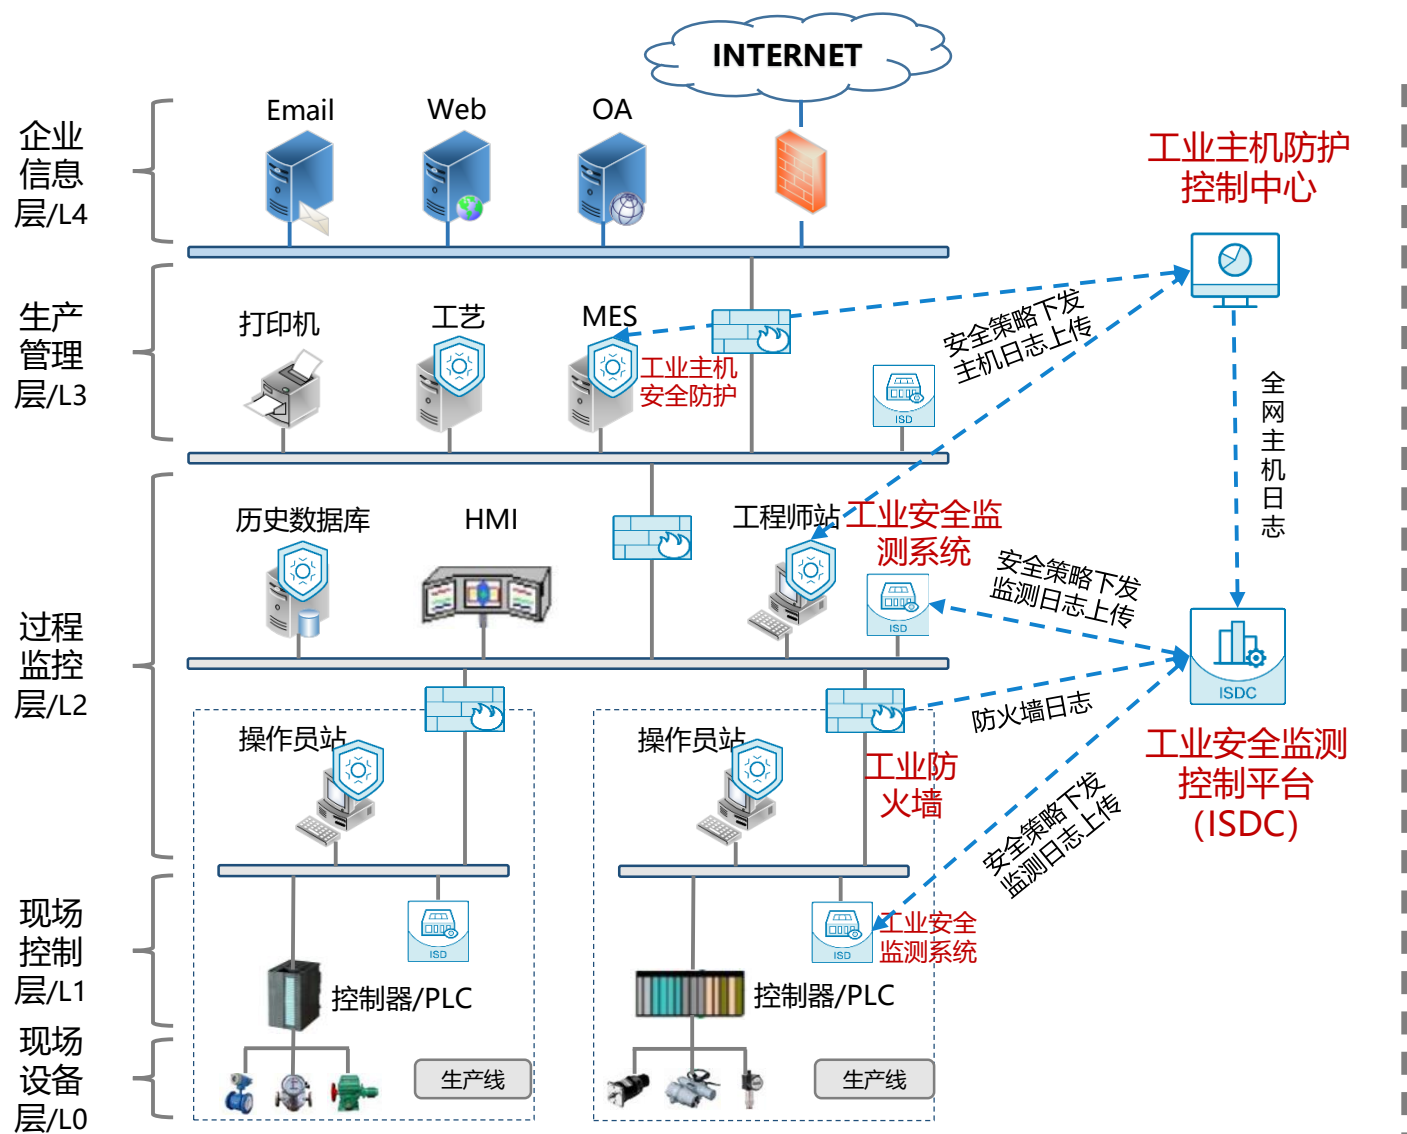 INTERNET
Email
Web
OA
企业
信息
层/L4
工业主机防护
控制中心
生产
管理
层/L3
打印机
工艺
MES
工业主机
安全防护
ISD
安全策略下发
主机日志上传
全
网
主
机
日
志
历史数据库
HMI
工程师站
工业安全监
测系统
ISD
安全策略下发
监测日志上传
过程
监控
层/L2
ISDC
防火墙日志
工业安全监测
控制平台
（ISDC）
操作员站
操作员站
工业防
火墙
安全策略下发
监测日志上传
现场
控制
层/L1
ISD
ISD
工业安全
监测系统
控制器/PLC
控制器/PLC
现场
设备
层/L0
生产线
生产线